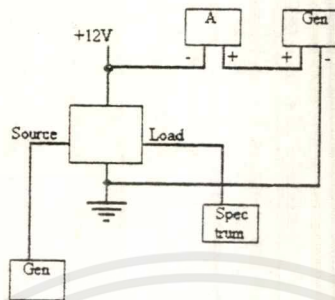 A
Gen
+12V
- + + -
Source
Load
Spec
trum
Gen